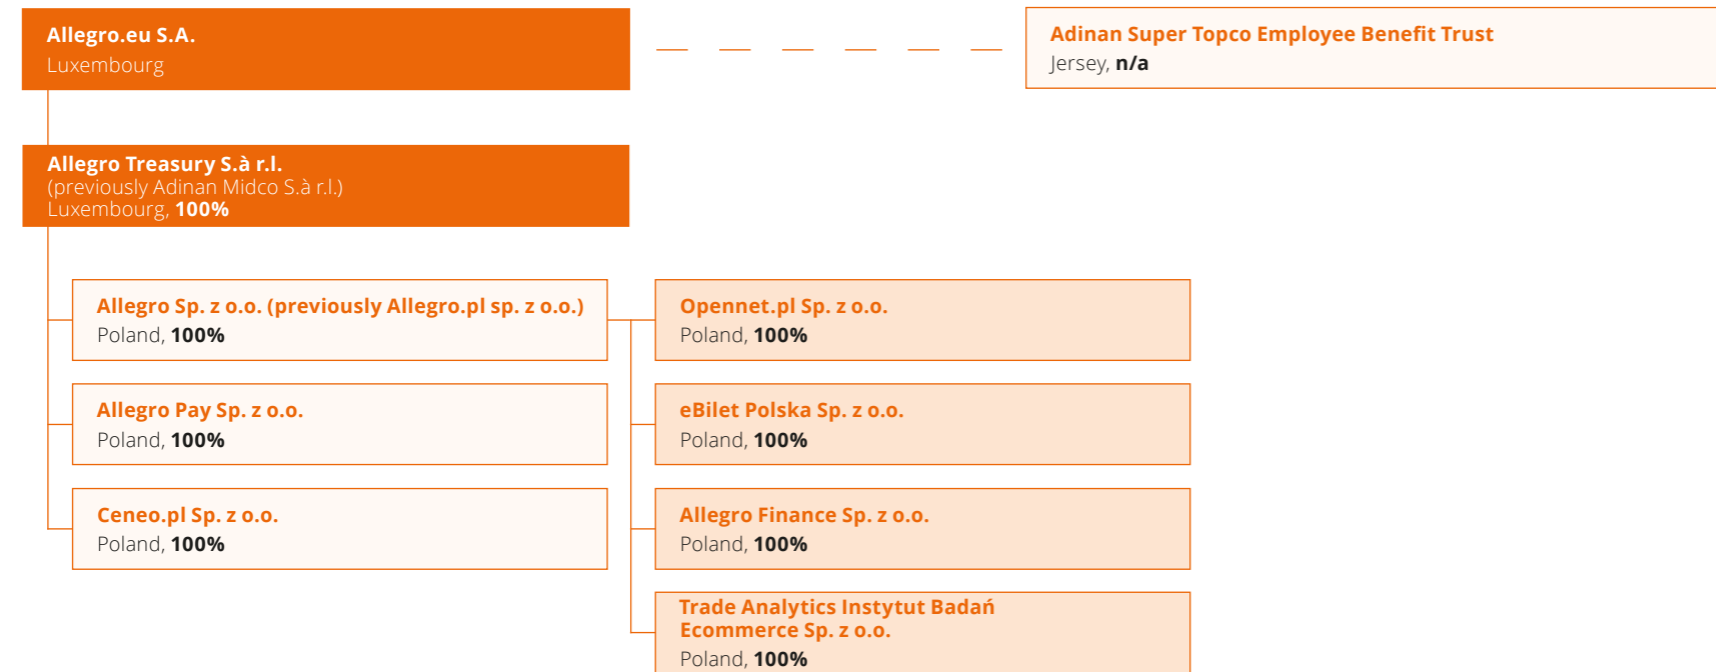 Allegro.eu S.A.
Luxembourg
Adinan Super Topco Employee Benefit Trust
Jersey, n/a
Allegro Treasury S.à r.l.
(previously Adinan Midco S.à r.l.)
Luxembourg, 100%
Allegro Sp. z o.o. (previously Allegro.pl sp. z o.o.)
Poland, 100%
Opennet.pl Sp. z o.o.
Poland, 100%
Allegro Pay Sp. z o.o.
Poland, 100%
eBilet Polska Sp. z o.o.
Poland, 100%
Ceneo.pl Sp. z o.o.
Poland, 100%
Allegro Finance Sp. z o.o.
Poland, 100%
Trade Analytics Instytut Badań
Ecommerce Sp. z o.o.
Poland, 100%